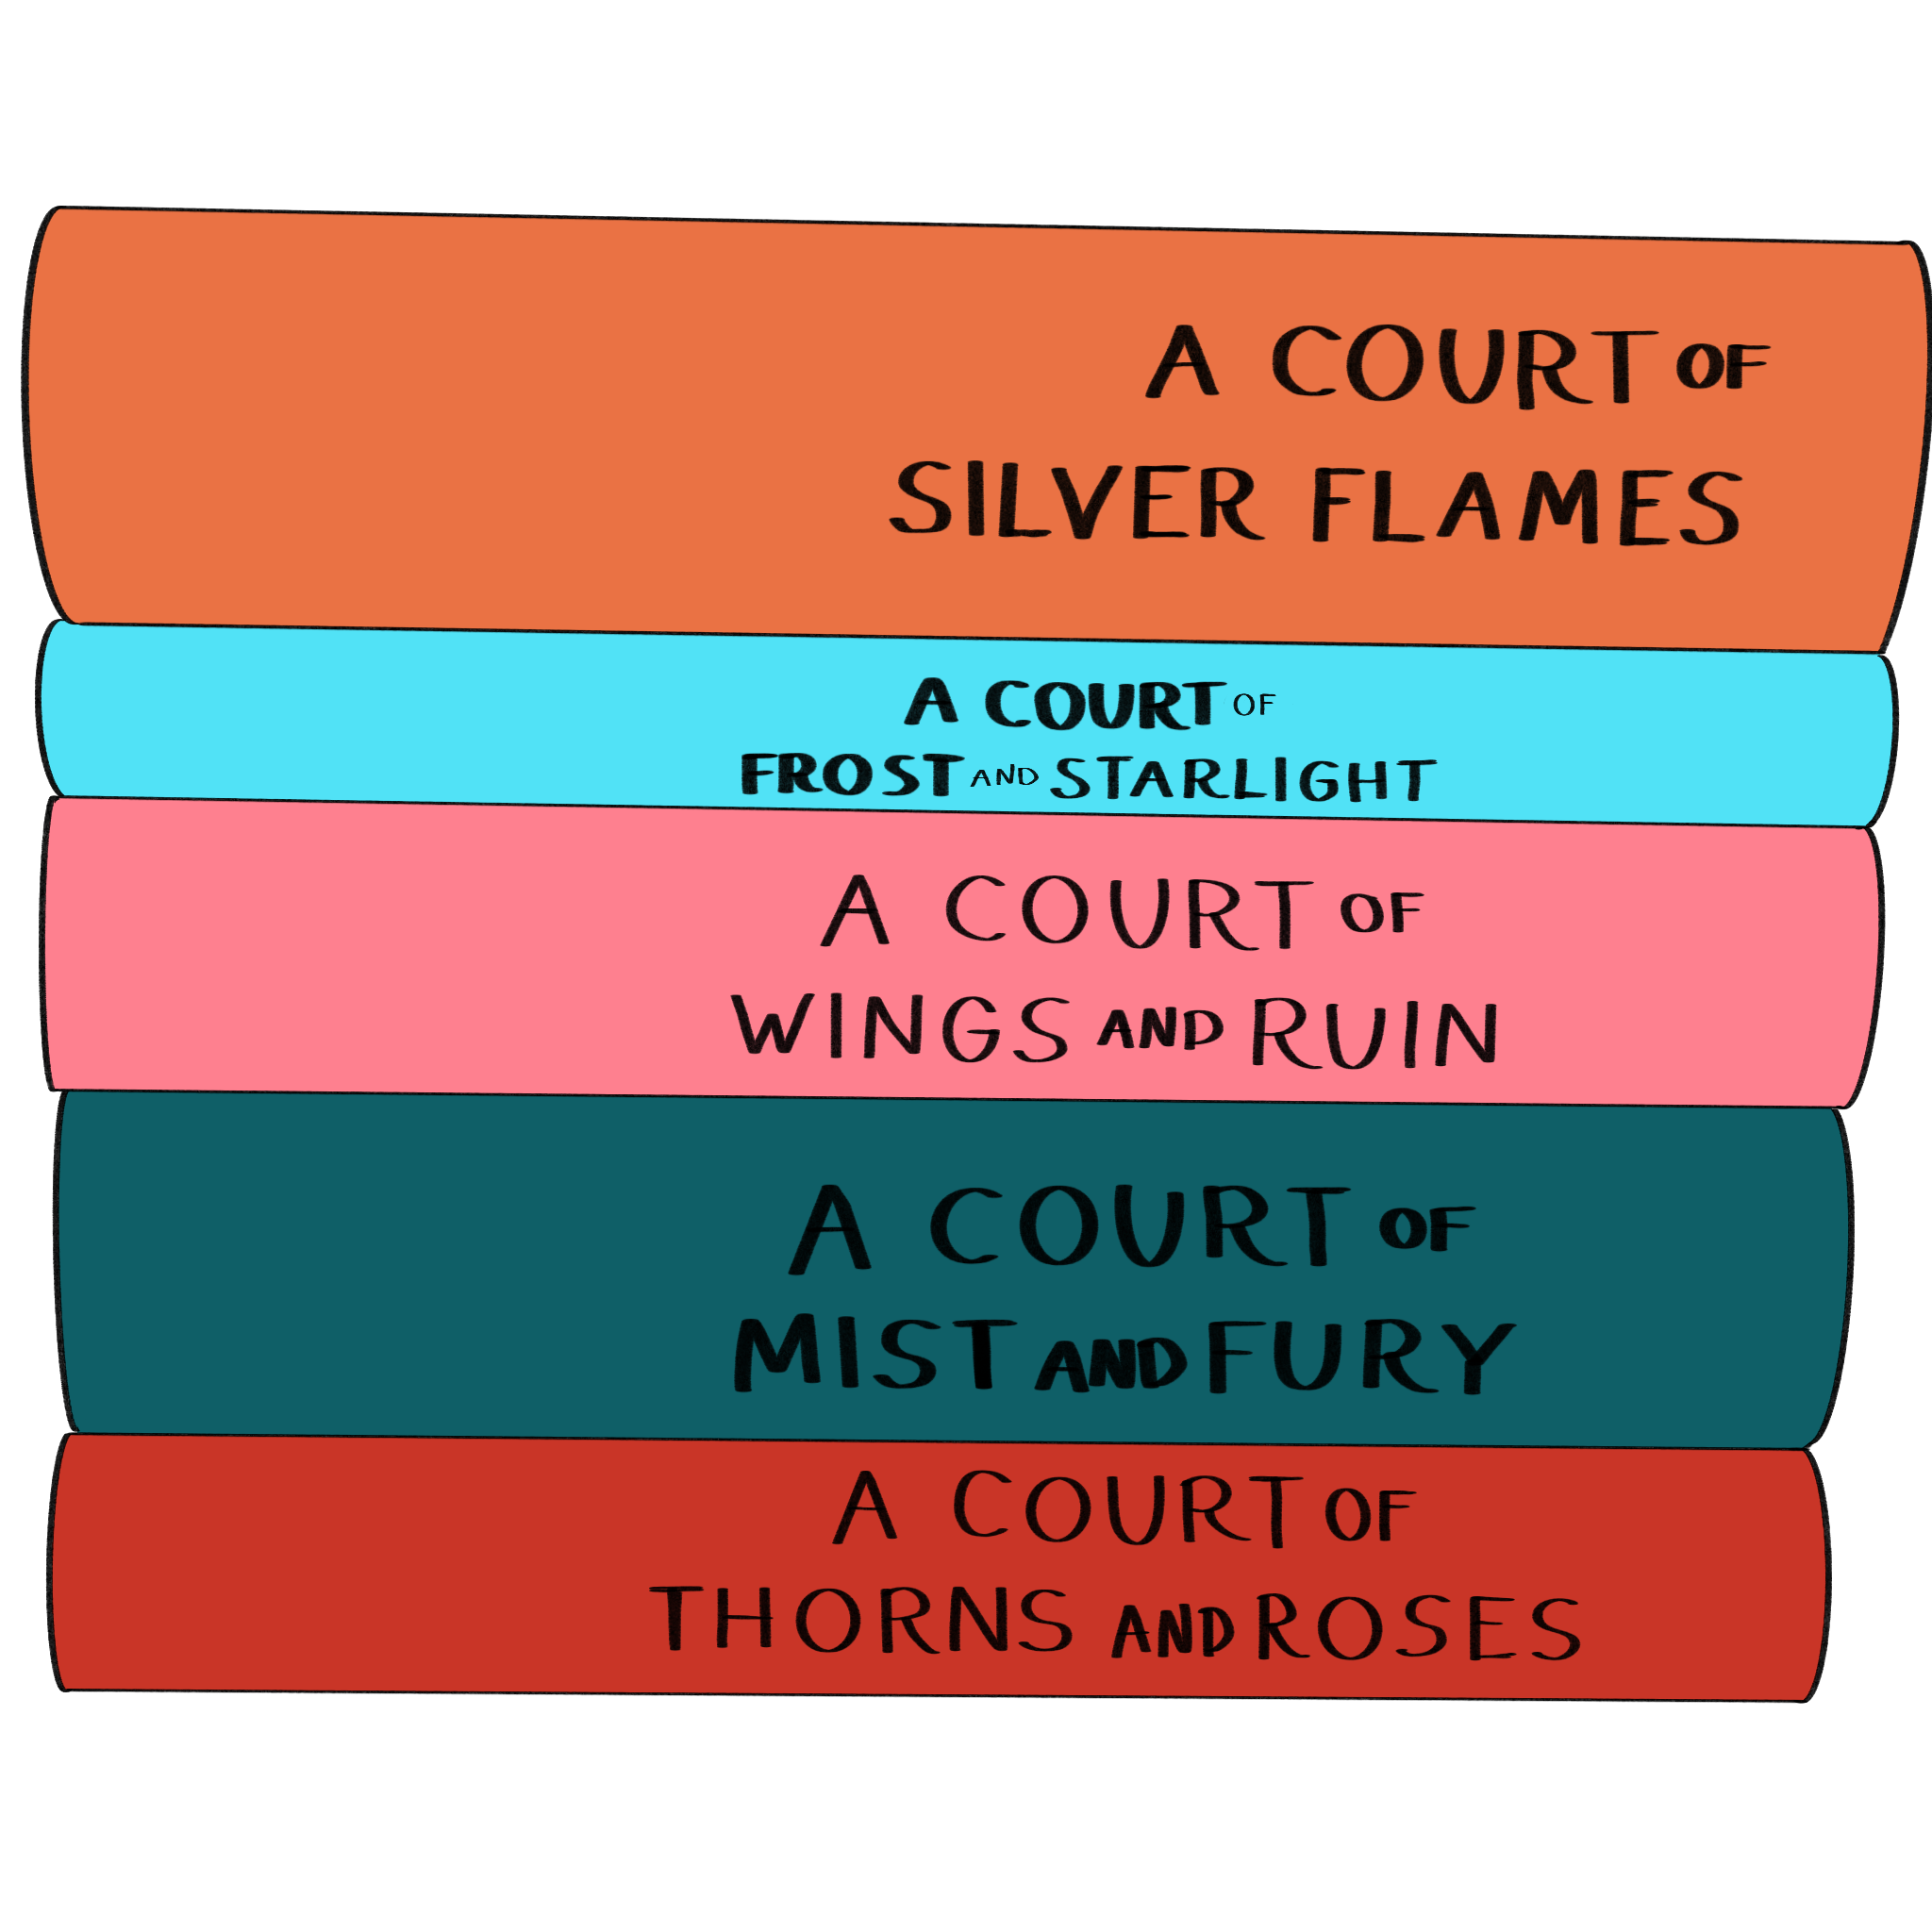 A COURT OF
SILVER FLAMES
A COURT OF
FROST AND STARLIGHT
A COURT OF
WINGS AND RUIN
A COURT OF
MIST AND FURY
A COURT OF
THORNS AND ROSES